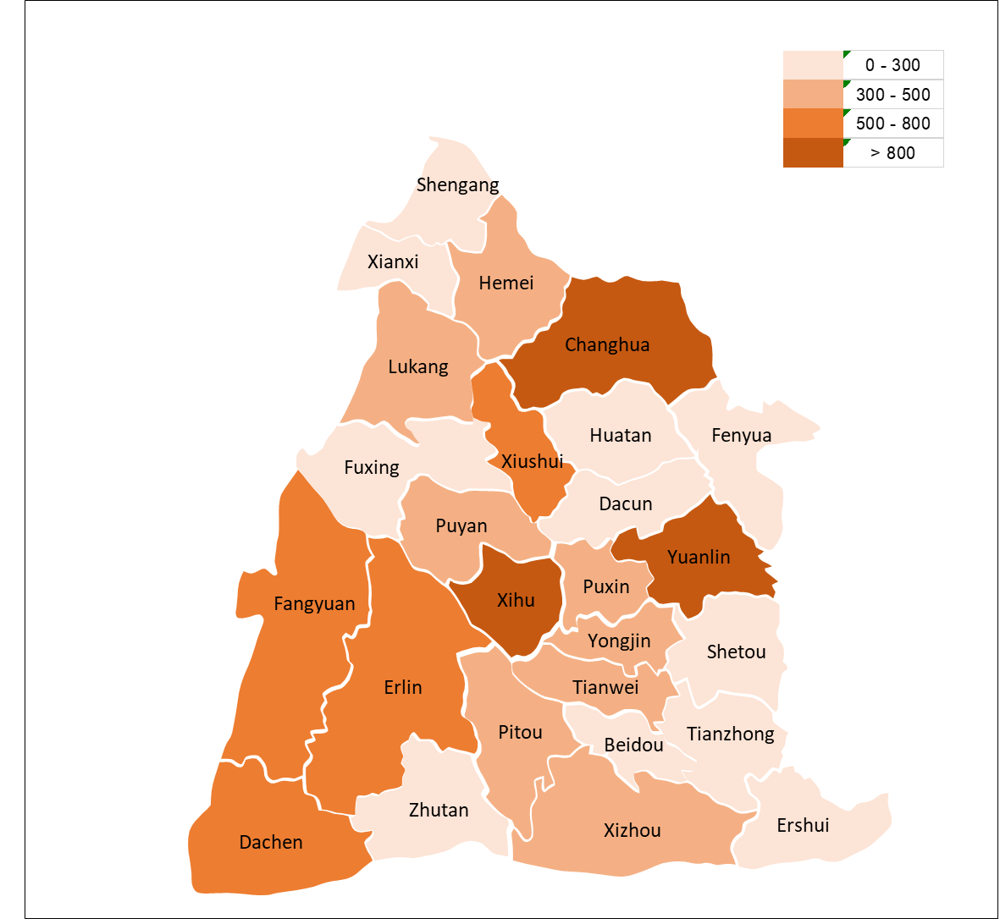 0 - 300
300 - 500
500 - 800
> 800
Shengang
Xianxi
Hemei
Changhua
Lukang
Huatan
Fenyua
Xiushui
Fuxing
Dacun
Puyan
Yuanlin
Puxin
Xihu
Fangyuan
Yongjin
Shetou
Erlin
Tianwei
Pitou
Tianzhong
Beidou
Zhutan
Ershui
Xizhou
Dachen